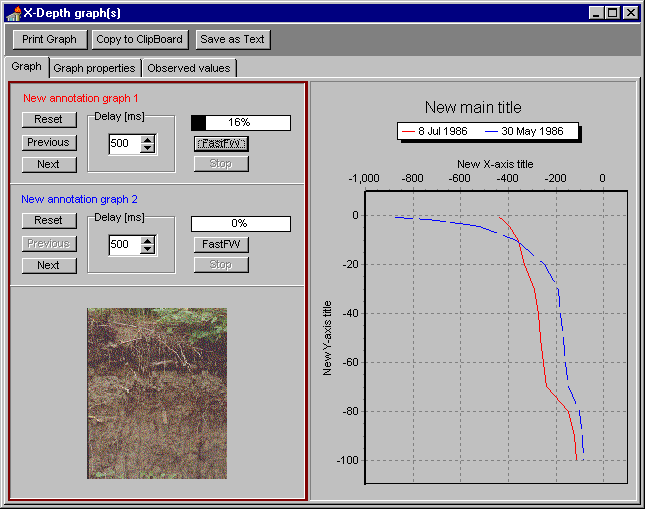 X-Depth graph(s)
Print Graph Copy to ClipBoard Save as Text
Graph Graph properties Observed values
New annotation graph 1
Reset
Previous
Next
Delay [ms]
500
16%
FastFW
Stop
New annotation graph 2
Reset
Previous
Next
Delay [ms]
500
0%
FastFW
Stop
New main title
8 Jul 1986 30 May 1986
New X-axis title
-1,000 -800 -600 -400 -200 0
New Y-axis title
0
-20
-40
-60
-80
-100